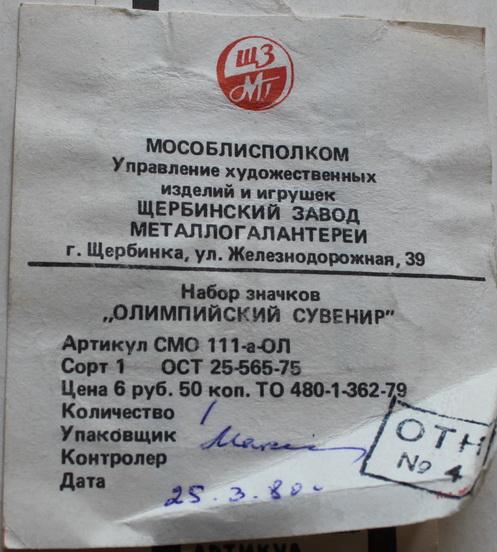 ЩЗ
МГ
МОСОБЛИСПОЛКОМ
Управление художественных
изделий и игрушек
ЩЕРБИНСКИЙ ЗАВОД
МЕТАЛЛОГАЛАНТЕРЕИ
г. Щербинка, ул. Железнодорожная, 39
Набор значков
„ОЛИМПИЙСКИЙ СУВЕНИР"
Артикул СМО 111-а-ОЛ
Сорт 1 ОСТ 25-565-75
Цена 6 руб. 50 коп. ТО 480-1-362-79
Количество 1
Упаковщик
Контролер
Дата 25.3.80.
ОТН
№ 4
АРТИКУЛ